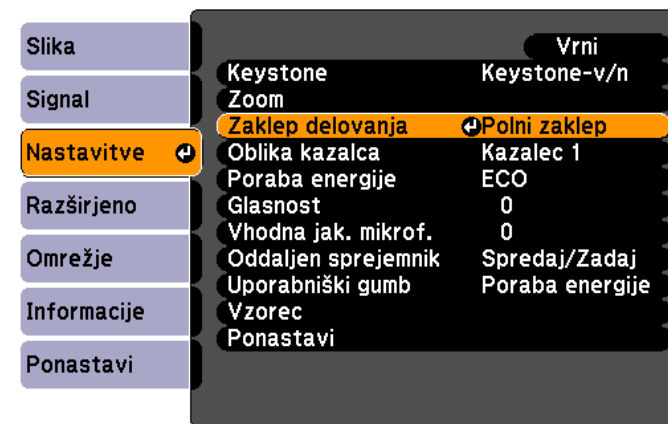 Slika
Signal
Nastavitve
Razširjeno
Omrežje
Informacije
Ponastavi
Vrni
Keystone Keystone-v/n
Zoom
Zaklep delovanja Polni zaklep
Oblika kazalca Kazalec 1
Poraba energije ECO
Glasnost 0
Vhodna jak. mikrof. 0
Oddaljen sprejemnik Spredaj/Zadaj
Uporabniški gumb Poraba energije
Vzorec
Ponastavi